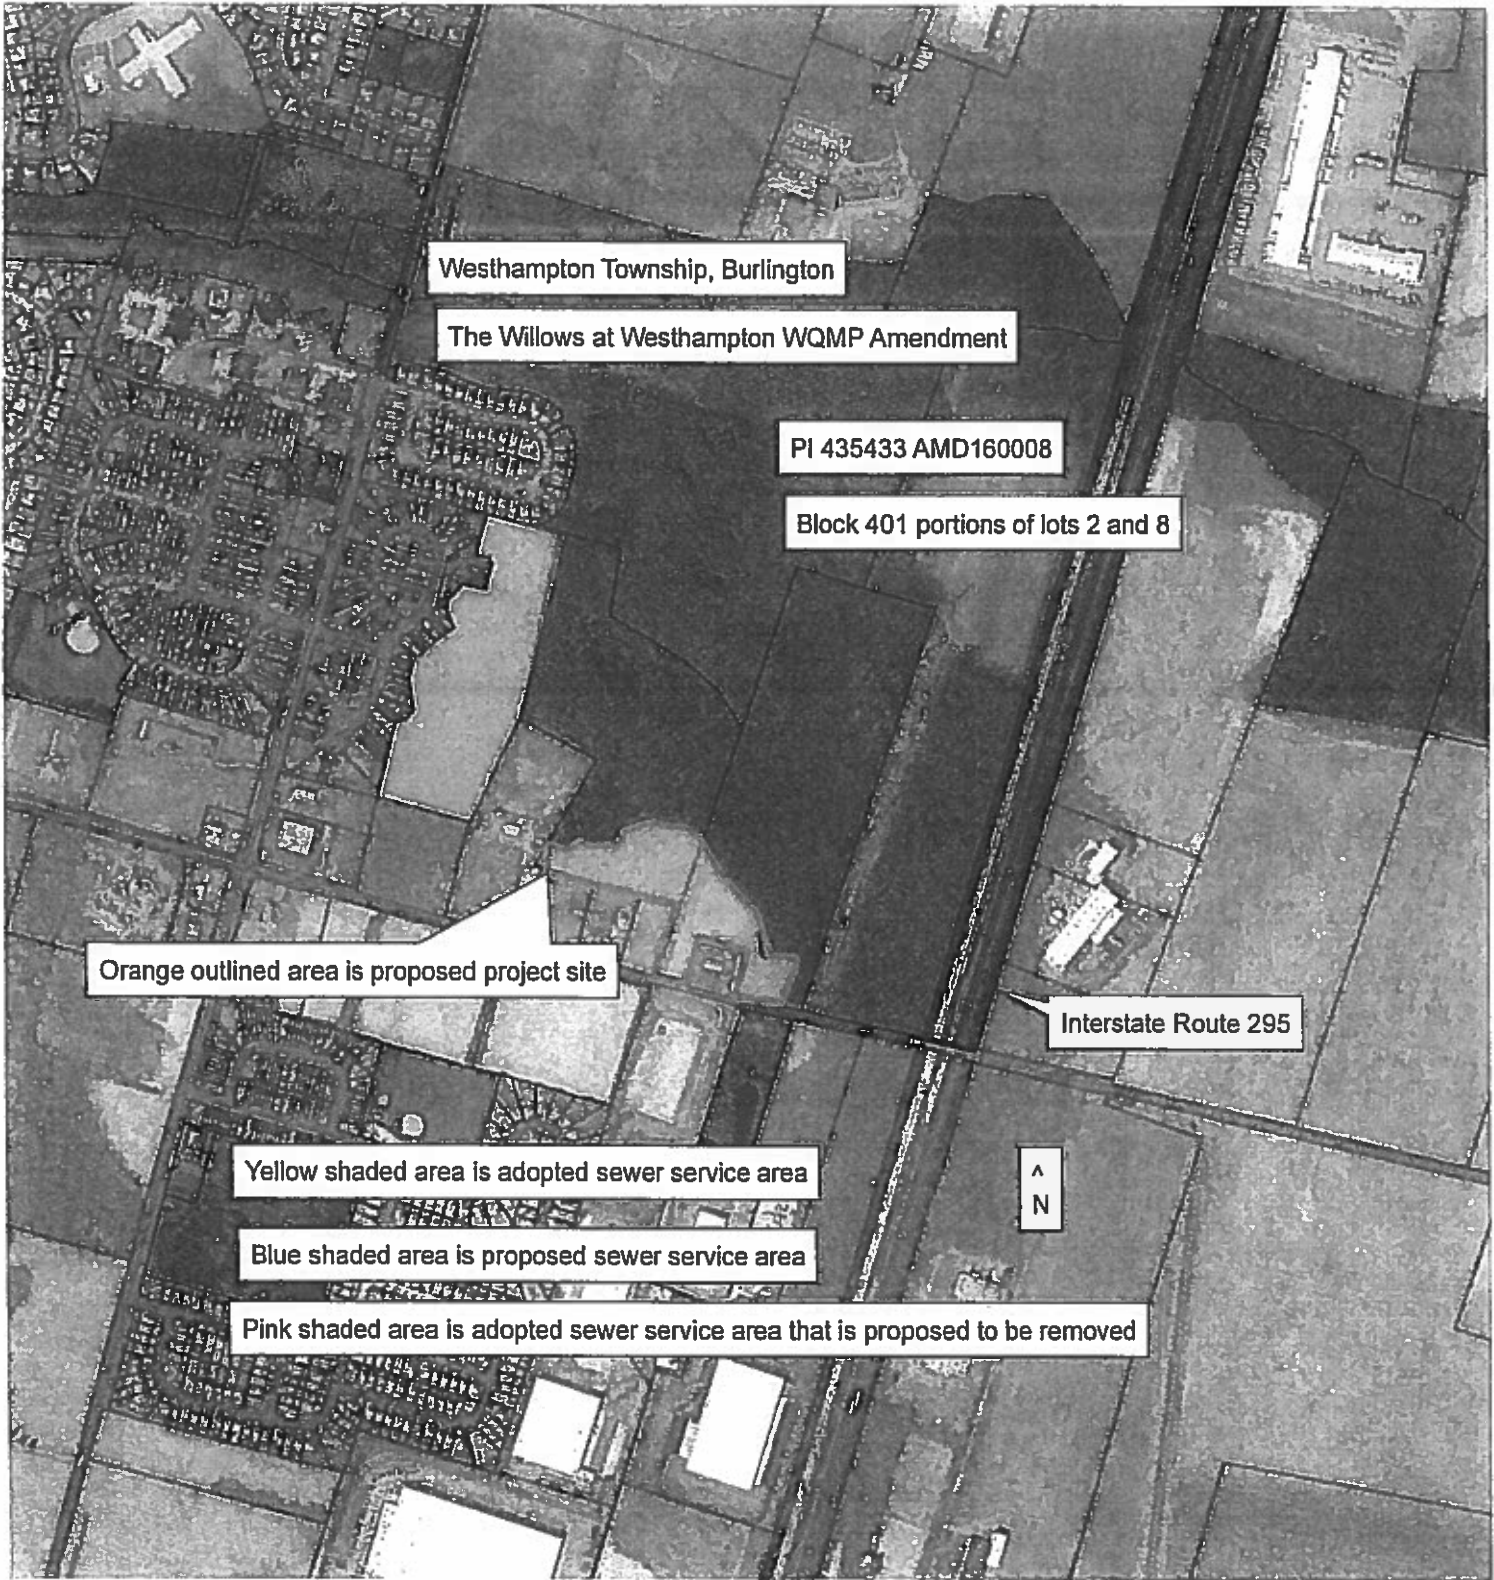 Westhampton Township, Burlington
The Willows at Westhampton WQMP Amendment
PI 435433 AMD160008
Block 401 portions of lots 2 and 8
Orange outlined area is proposed project site
Interstate Route 295
Yellow shaded area is adopted sewer service area
^
N
Blue shaded area is proposed sewer service area
Pink shaded area is adopted sewer service area that is proposed to be removed